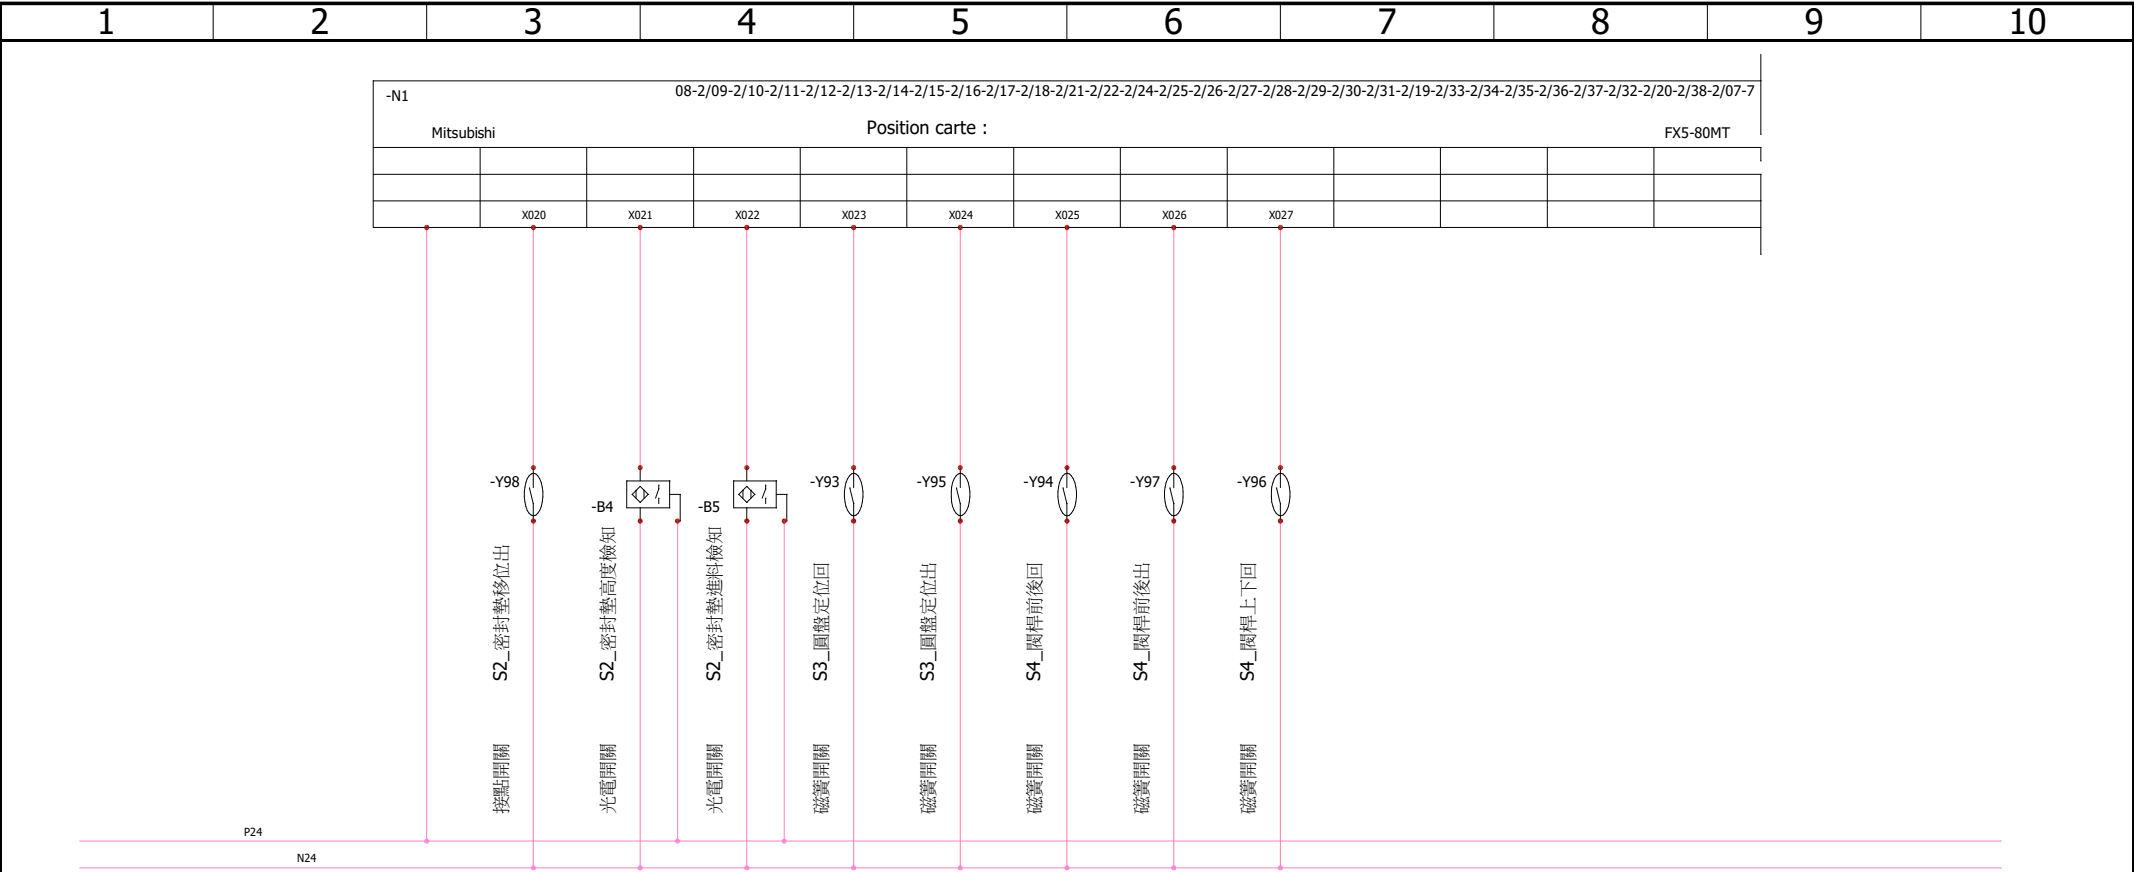 1 2 3 4 5 6 7 8 9 10
-N1 08-2/09-2/10-2/11-2/12-2/13-2/14-2/15-2/16-2/17-2/18-2/21-2/22-2/24-2/25-2/26-2/27-2/28-2/29-2/30-2/31-2/19-2/33-2/34-2/35-2/36-2/37-2/32-2/20-2/38-2/07-7
Mitsubishi Position carte : FX5-80MT
X020 X021 X022 X023 X024 X025 X026 X027
-Y98 -B4 -B5 -Y93 -Y95 -Y94 -Y97 -Y96
S2_密封墊移位出
S2_密封墊高度檢知
S2_密封墊進料檢知
S3_圓盤定位回
S3_圓盤定位出
S4_閥桿前後回
S4_閥桿前後出
S4_閥桿上下回
接點開關
光電開關
光電開關
磁簧開關
磁簧開關
磁簧開關
磁簧開關
磁簧開關
P24
N24